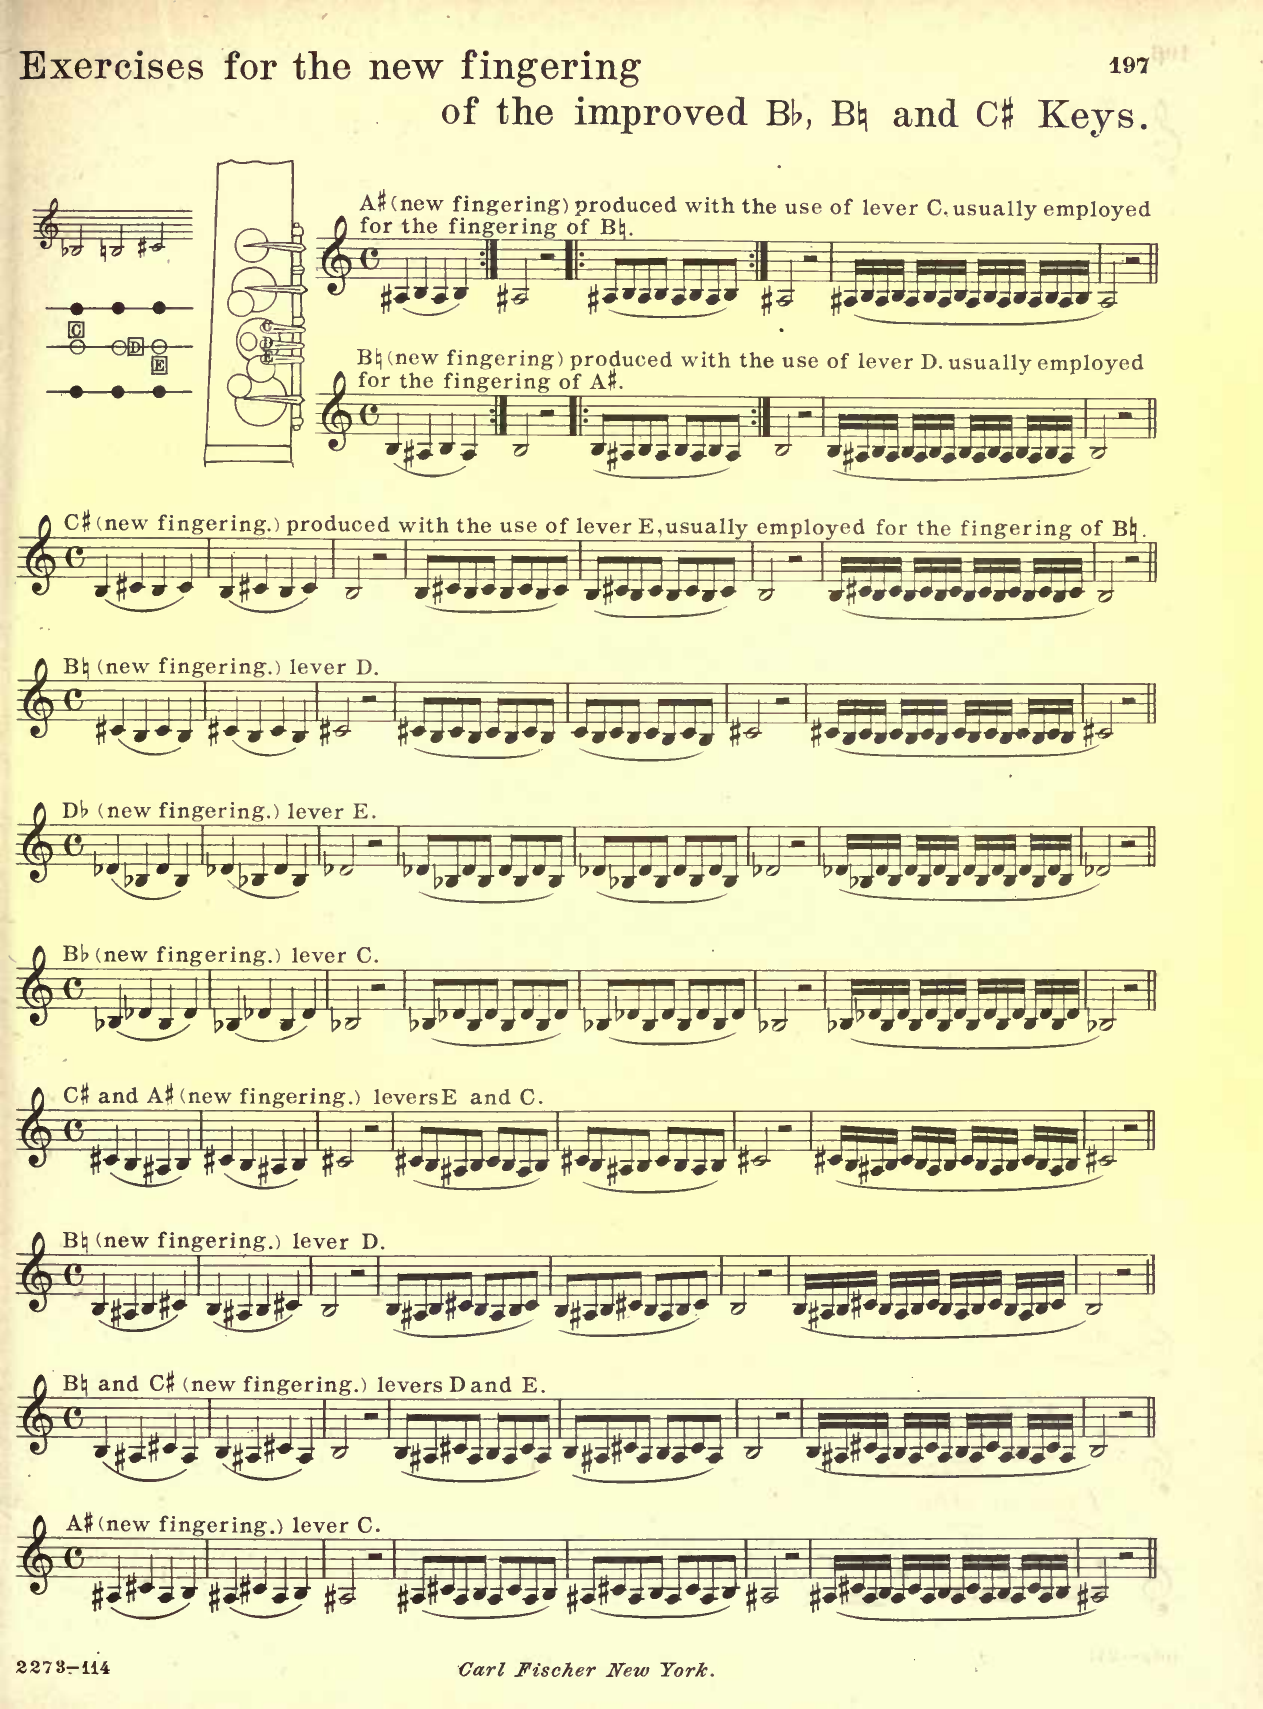 Exercises for the new fingering
197
of the improved B♭, B♮ and C♯ Keys.
A♯ (new fingering) produced with the use of lever C. usually employed
for the fingering of B♮.
C
D
E
C
D
E
B♮ (new fingering) produced with the use of lever D. usually employed
for the fingering of A♯.
C♯ (new fingering.) produced with the use of lever E, usually employed for the fingering of B♮.
B♮ (new fingering.) lever D.
D♭ (new fingering.) lever E.
B♭ (new fingering.) lever C.
C♯ and A♯ (new fingering.) levers E and C.
B♮ (new fingering.) lever D.
B♮ and C♯ (new fingering.) levers D and E.
A♯ (new fingering.) lever C.
2273-114
Carl Fischer New York.